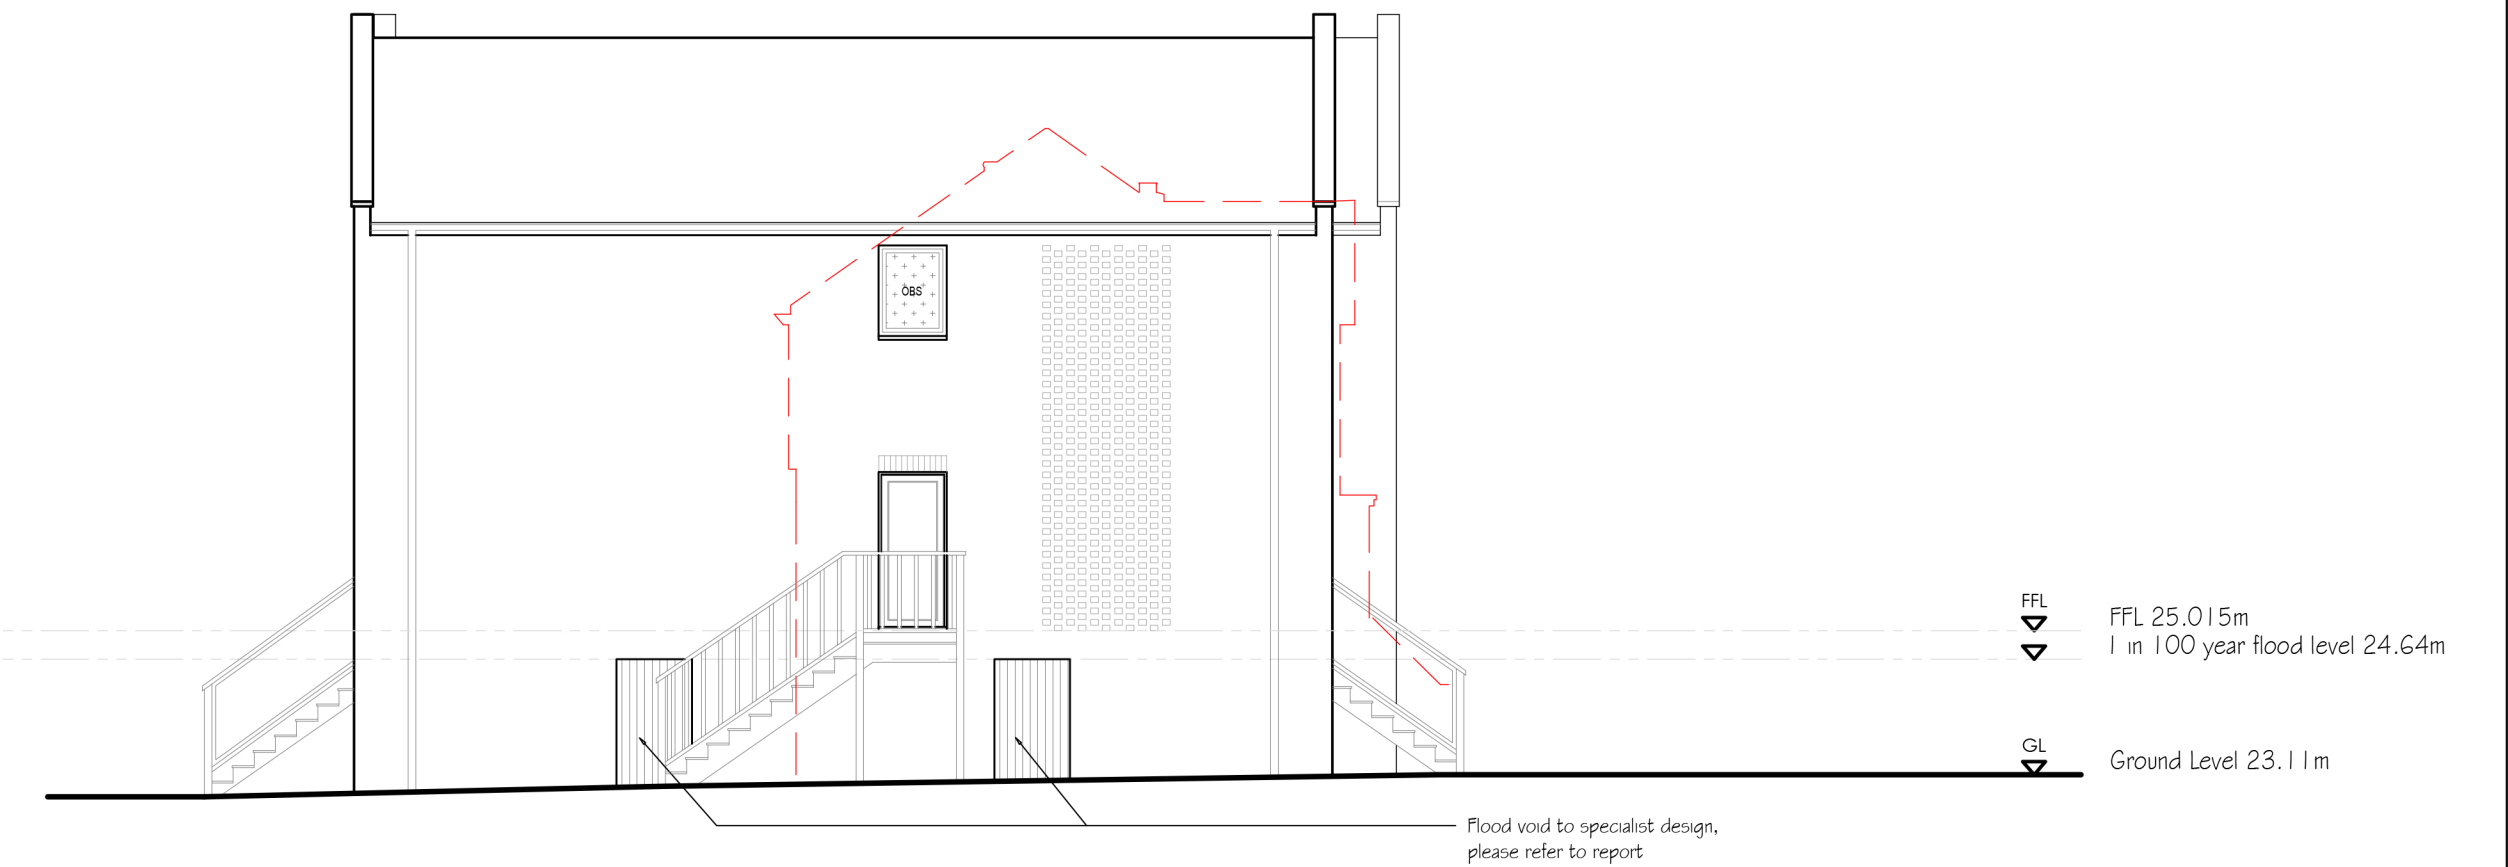 OBS
FFL
FFL 25.015m
1 in 100 year flood level 24.64m
GL
Ground Level 23.11m
Flood void to specialist design,
please refer to report